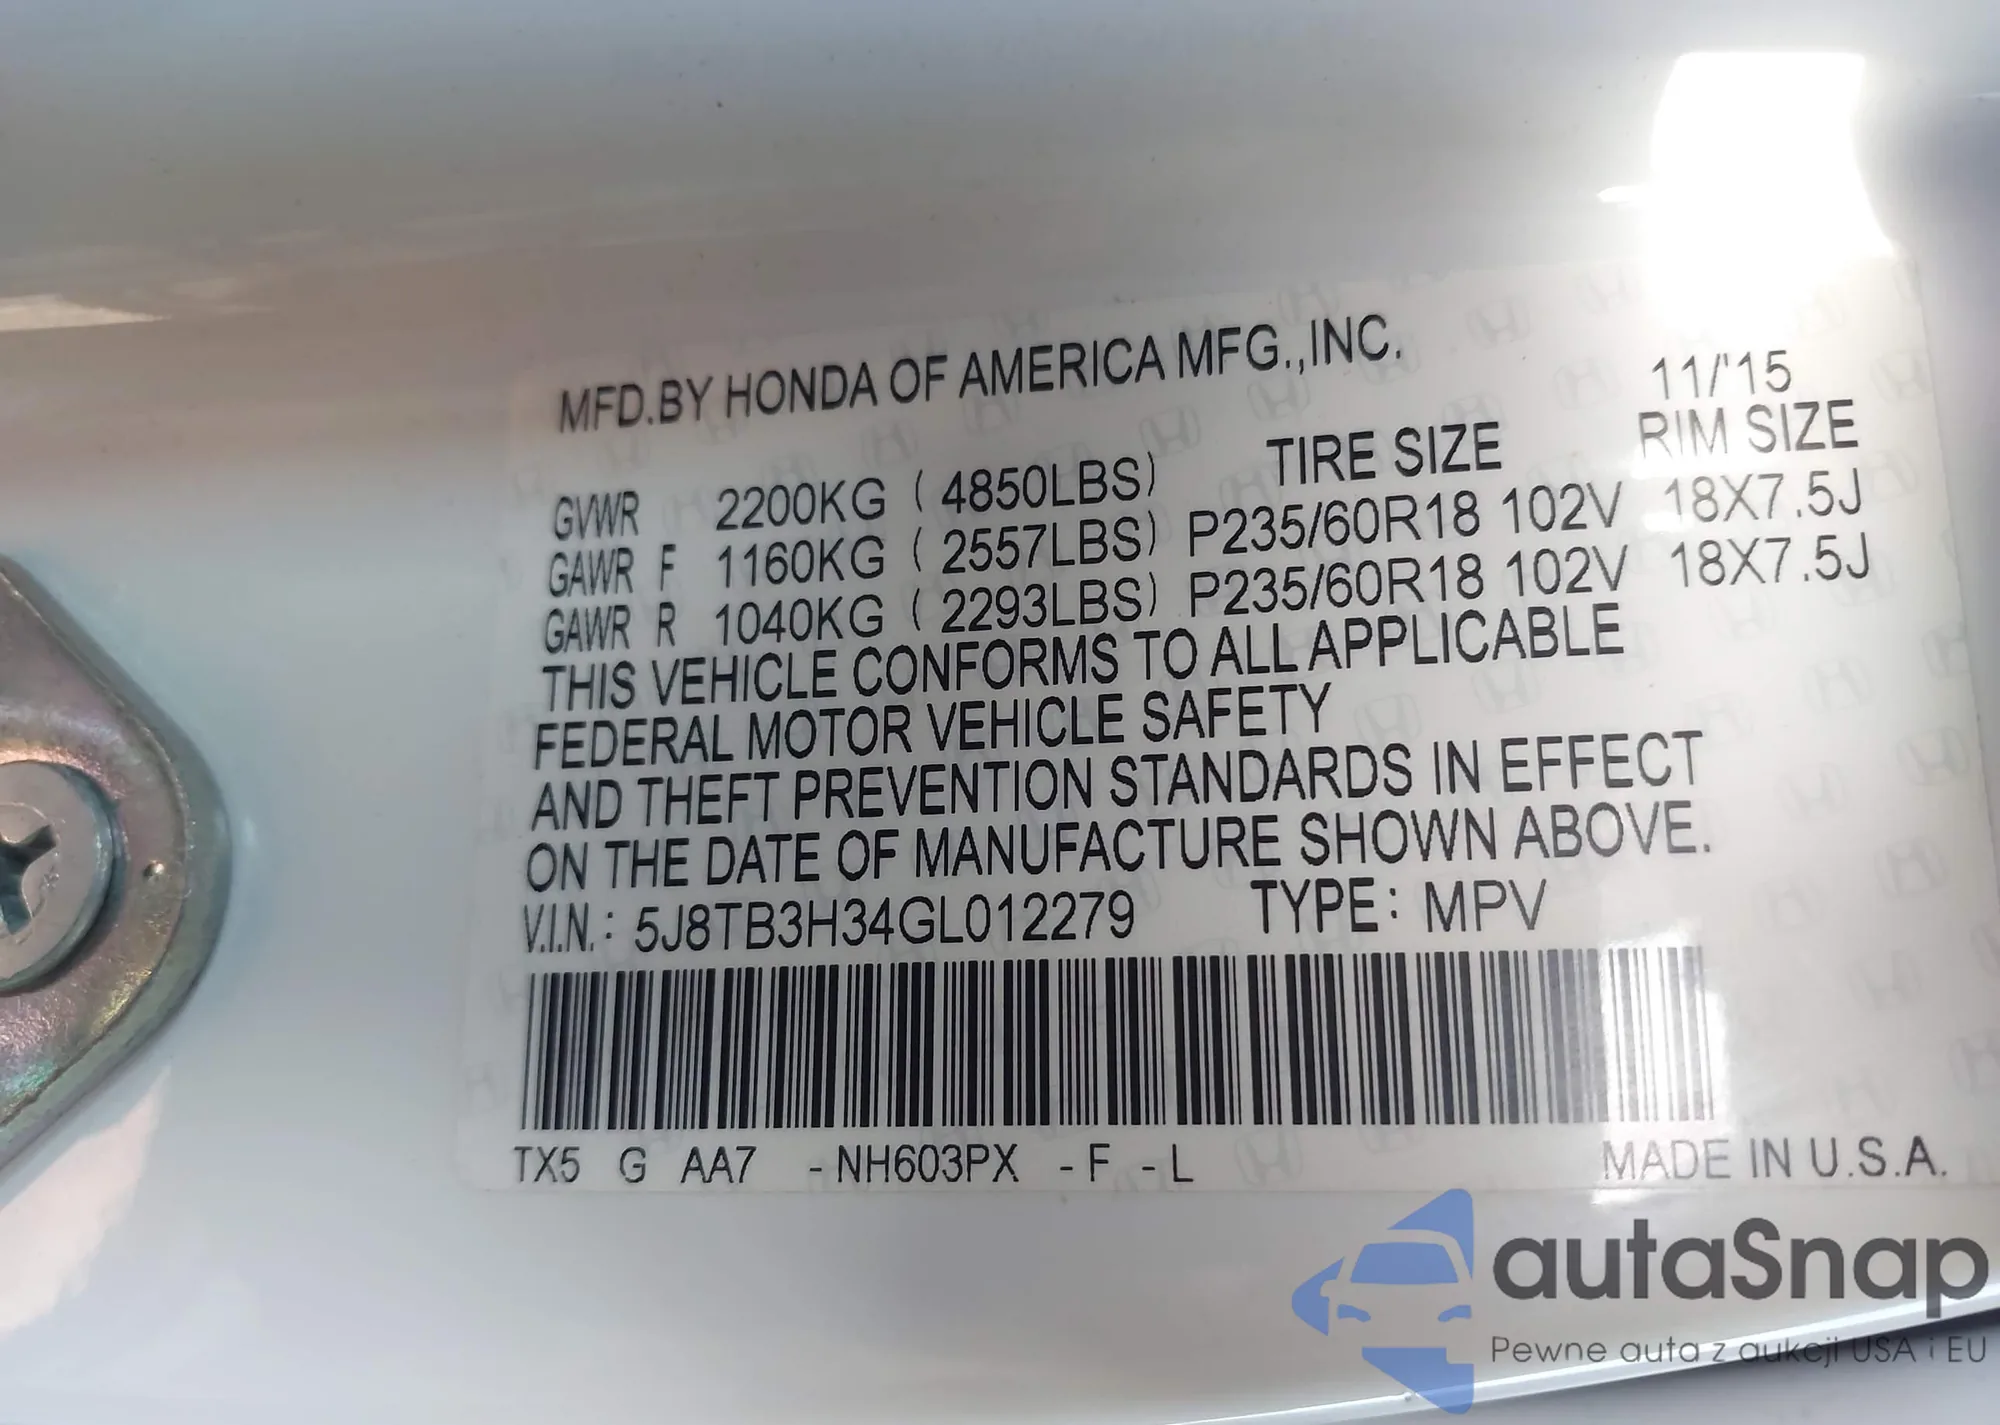 MFD.BY HONDA OF AMERICA MFG.,INC. 11/'15
TIRE SIZE RIM SIZE
GVWR 2200KG ( 4850LBS)
GAWR F 1160KG ( 2557LBS) P235/60R18 102V 18X7.5J
GAWR R 1040KG ( 2293LBS) P235/60R18 102V 18X7.5J
THIS VEHICLE CONFORMS TO ALL APPLICABLE
FEDERAL MOTOR VEHICLE SAFETY
AND THEFT PREVENTION STANDARDS IN EFFECT
ON THE DATE OF MANUFACTURE SHOWN ABOVE.
V.I.N.: 5J8TB3H34GL012279 TYPE: MPV
TX5 G AA7 -NH603PX -F -L MADE IN U.S.A.
autaSnap
Pewne auta z aukcji USA i EU